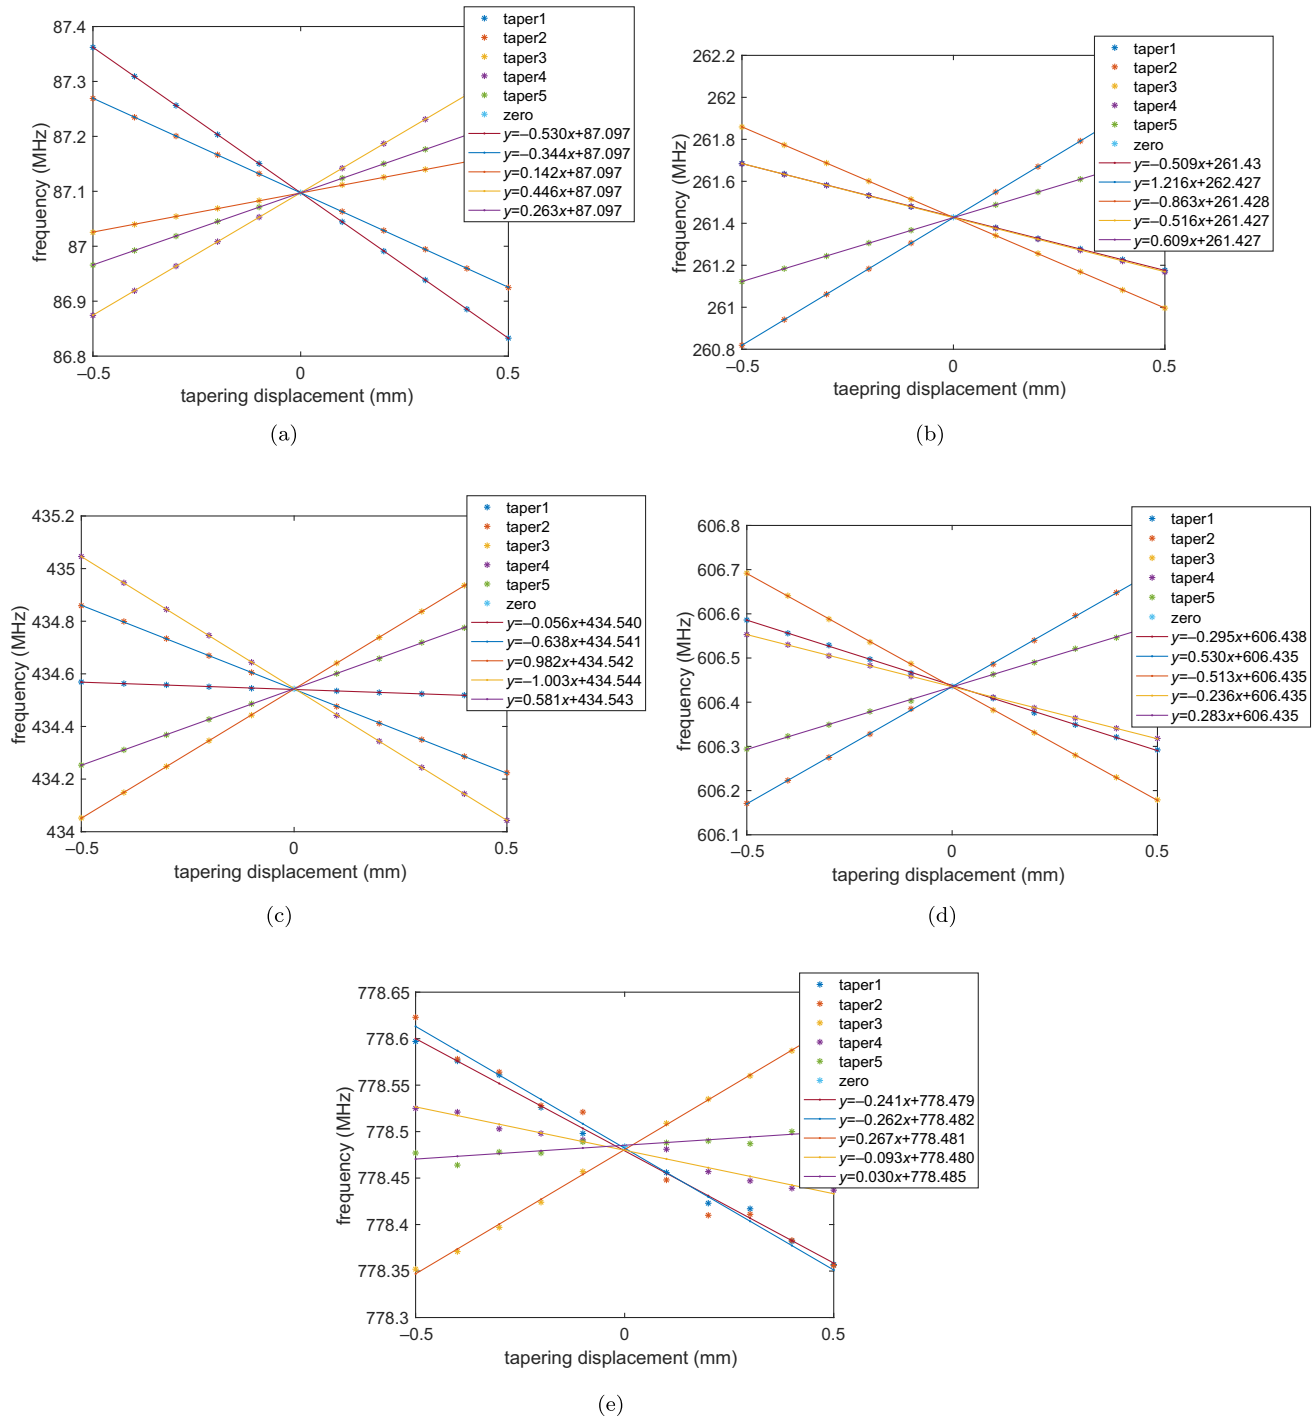 87.4
87.3
87.2
87.1
87
86.9
86.8
frequency (MHz)
–0.5
0
0.5
tapering displacement (mm)
taper1
taper2
taper3
taper4
taper5
zero
y=–0.530x+87.097
y=–0.344x+87.097
y=0.142x+87.097
y=0.446x+87.097
y=0.263x+87.097
(a)
262.2
262
261.8
261.6
261.4
261.2
261
260.8
frequency (MHz)
–0.5
0
0.5
taepring displacement (mm)
taper1
taper2
taper3
taper4
taper5
zero
y=–0.509x+261.43
y=1.216x+262.427
y=–0.863x+261.428
y=–0.516x+261.427
y=0.609x+261.427
(b)
435.2
435
434.8
434.6
434.4
434.2
434
frequency (MHz)
–0.5
0
0.5
tapering displacement (mm)
taper1
taper2
taper3
taper4
taper5
zero
y=–0.056x+434.540
y=–0.638x+434.541
y=0.982x+434.542
y=–1.003x+434.544
y=0.581x+434.543
(c)
606.8
606.7
606.6
606.5
606.4
606.3
606.2
606.1
frequency (MHz)
–0.5
0
0.5
tapering displacement (mm)
taper1
taper2
taper3
taper4
taper5
zero
y=–0.295x+606.438
y=0.530x+606.435
y=–0.513x+606.435
y=–0.236x+606.435
y=0.283x+606.435
(d)
778.65
778.6
778.55
778.5
778.45
778.4
778.35
778.3
frequency (MHz)
–0.5
0
0.5
tapering displacement (mm)
taper1
taper2
taper3
taper4
taper5
zero
y=–0.241x+778.479
y=–0.262x+778.482
y=0.267x+778.481
y=–0.093x+778.480
y=0.030x+778.485
(e)